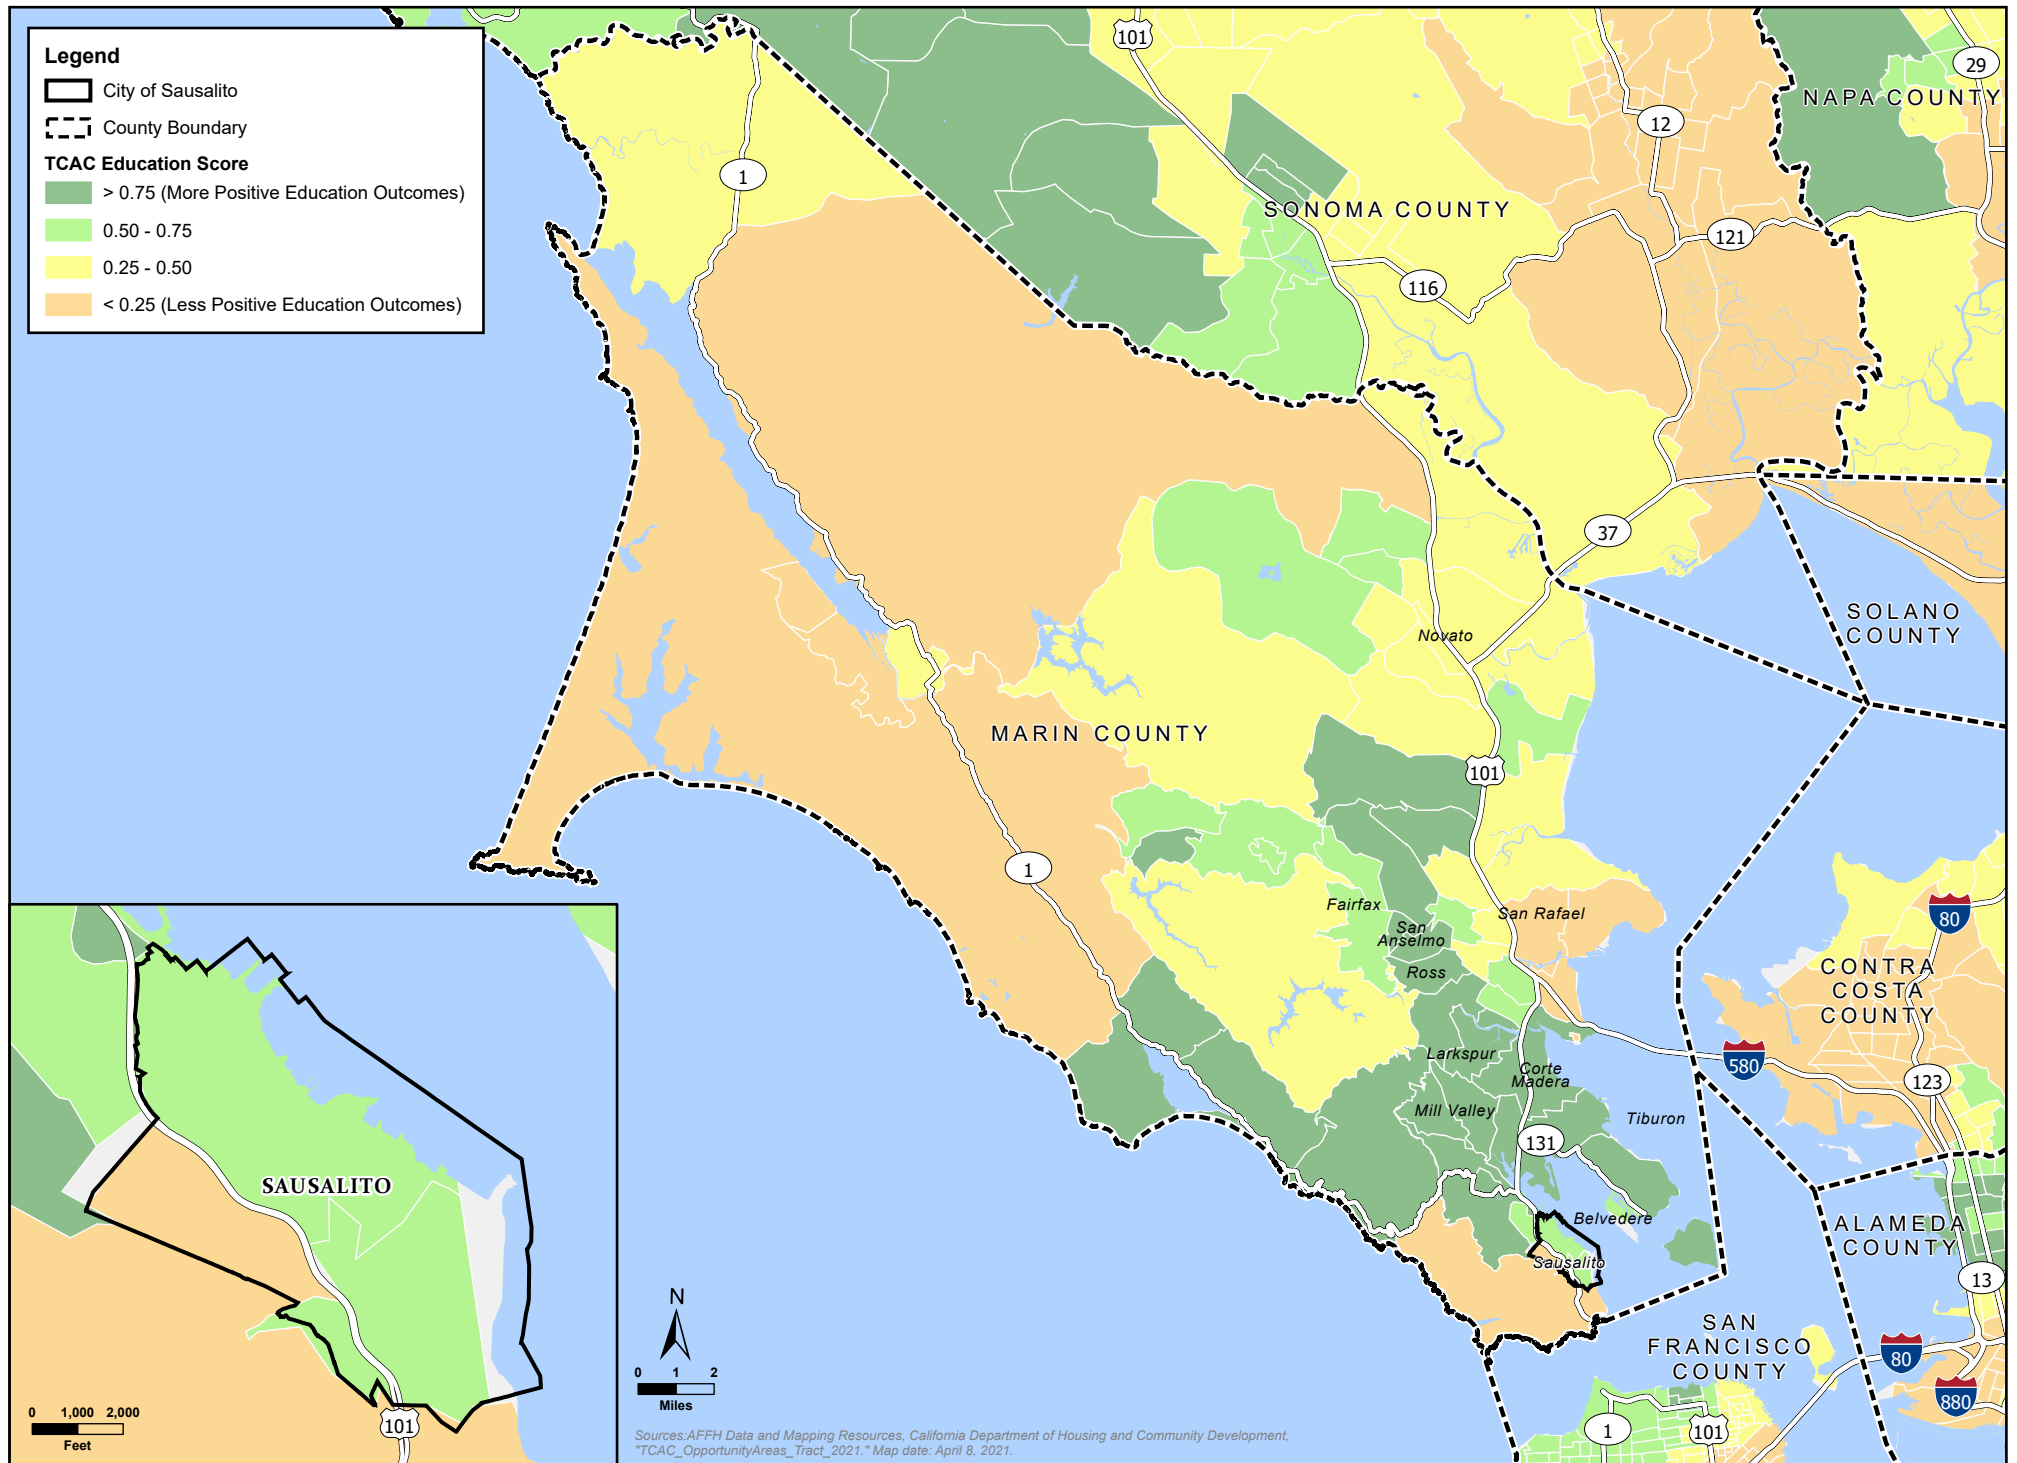 Legend
City of Sausalito
County Boundary
TCAC Education Score
> 0.75 (More Positive Education Outcomes)
0.50 - 0.75
0.25 - 0.50
< 0.25 (Less Positive Education Outcomes)
101
29
NAPA COUNTY
12
1
SONOMA COUNTY
121
116
37
SOLANO
COUNTY
Novato
MARIN COUNTY
101
1
Fairfax
San Rafael
San
Anselmo
Ross
80
CONTRA
COSTA
COUNTY
Larkspur
Corte
Madera
580
123
Mill Valley
Tiburon
131
Belvedere
ALAMEDA
COUNTY
Sausalito
13
SAN
FRANCISCO
COUNTY
80
880
1
101
SAUSALITO
101
0 1,000 2,000
Feet
N
0 1 2
Miles
Sources:AFFH Data and Mapping Resources, California Department of Housing and Community Development,
"TCAC_OpportunityAreas_Tract_2021." Map date: April 8, 2021.